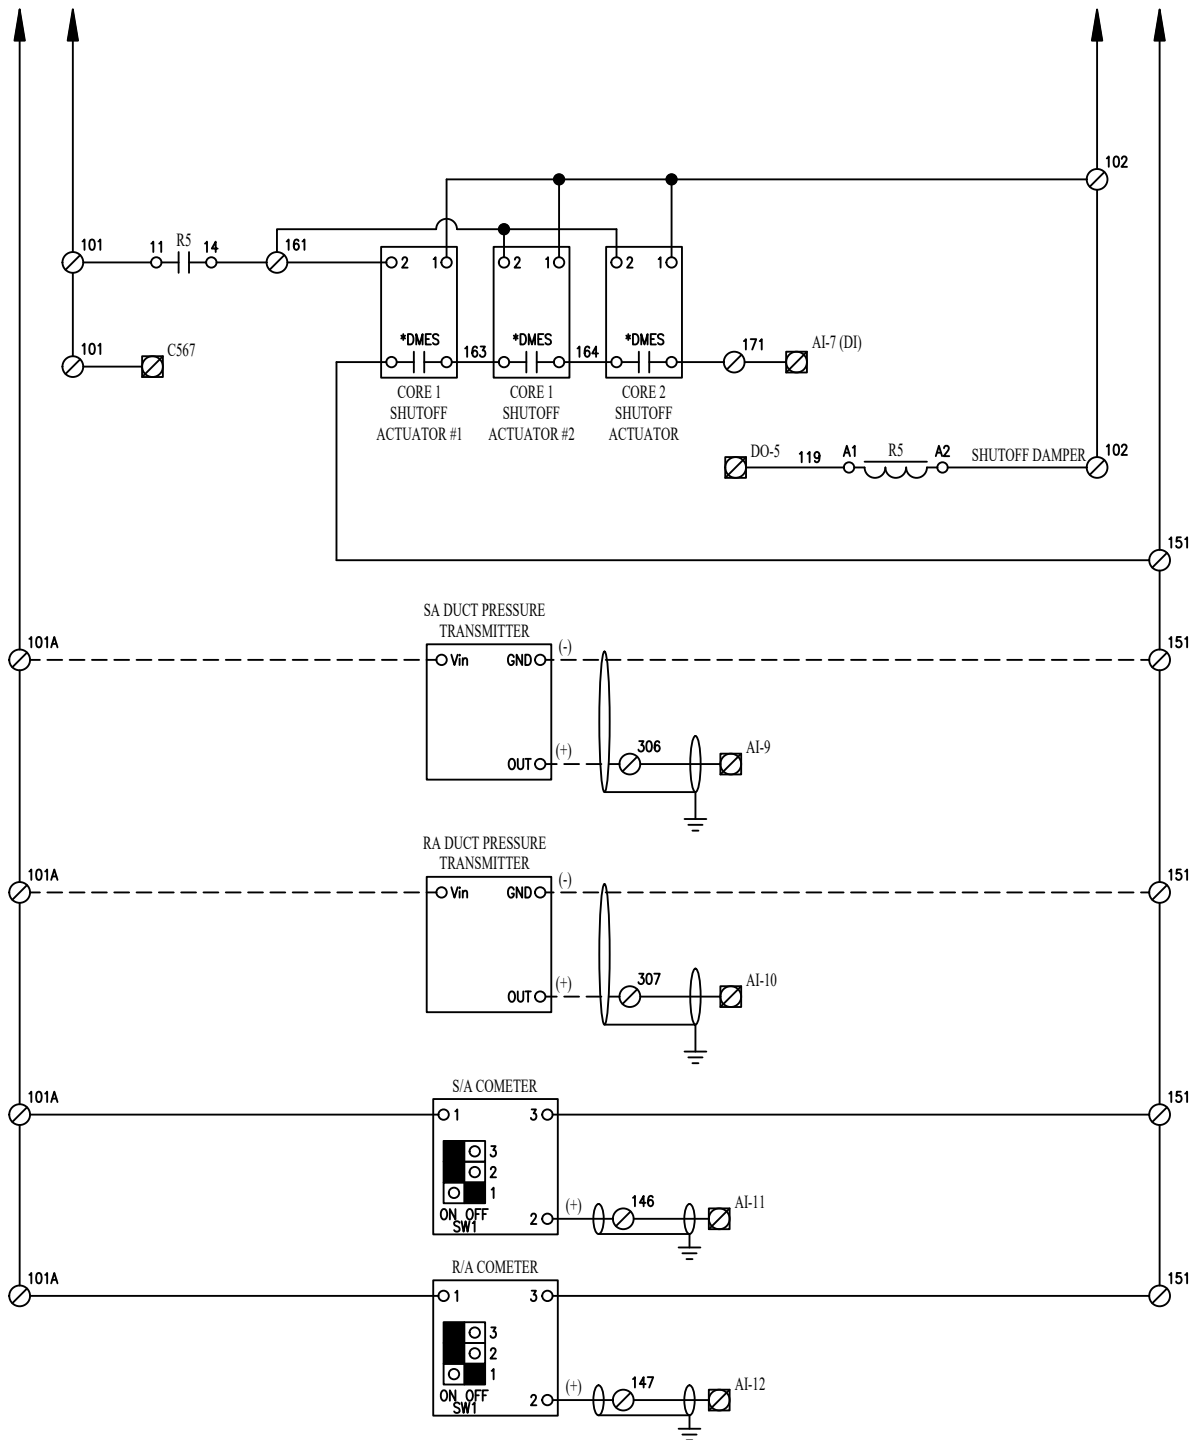 102
101
11
R5
14
161
2
1
2
1
2
1
*DMES
*DMES
*DMES
101
C567
163
164
171
AI-7 (DI)
CORE 1
SHUTOFF
ACTUATOR #1
CORE 1
SHUTOFF
ACTUATOR #2
CORE 2
SHUTOFF
ACTUATOR
DO-5
119
A1
R5
A2
SHUTOFF DAMPER
102
151
SA DUCT PRESSURE
TRANSMITTER
101A
Vin
GND
(-)
151
OUT
(+)
306
AI-9
RA DUCT PRESSURE
TRANSMITTER
101A
Vin
GND
(-)
151
OUT
(+)
307
AI-10
S/A COMETER
101A
1
3
151
3
2
1
ON OFF
SW1
2
(+)
146
AI-11
R/A COMETER
101A
1
3
151
3
2
1
ON OFF
SW1
2
(+)
147
AI-12